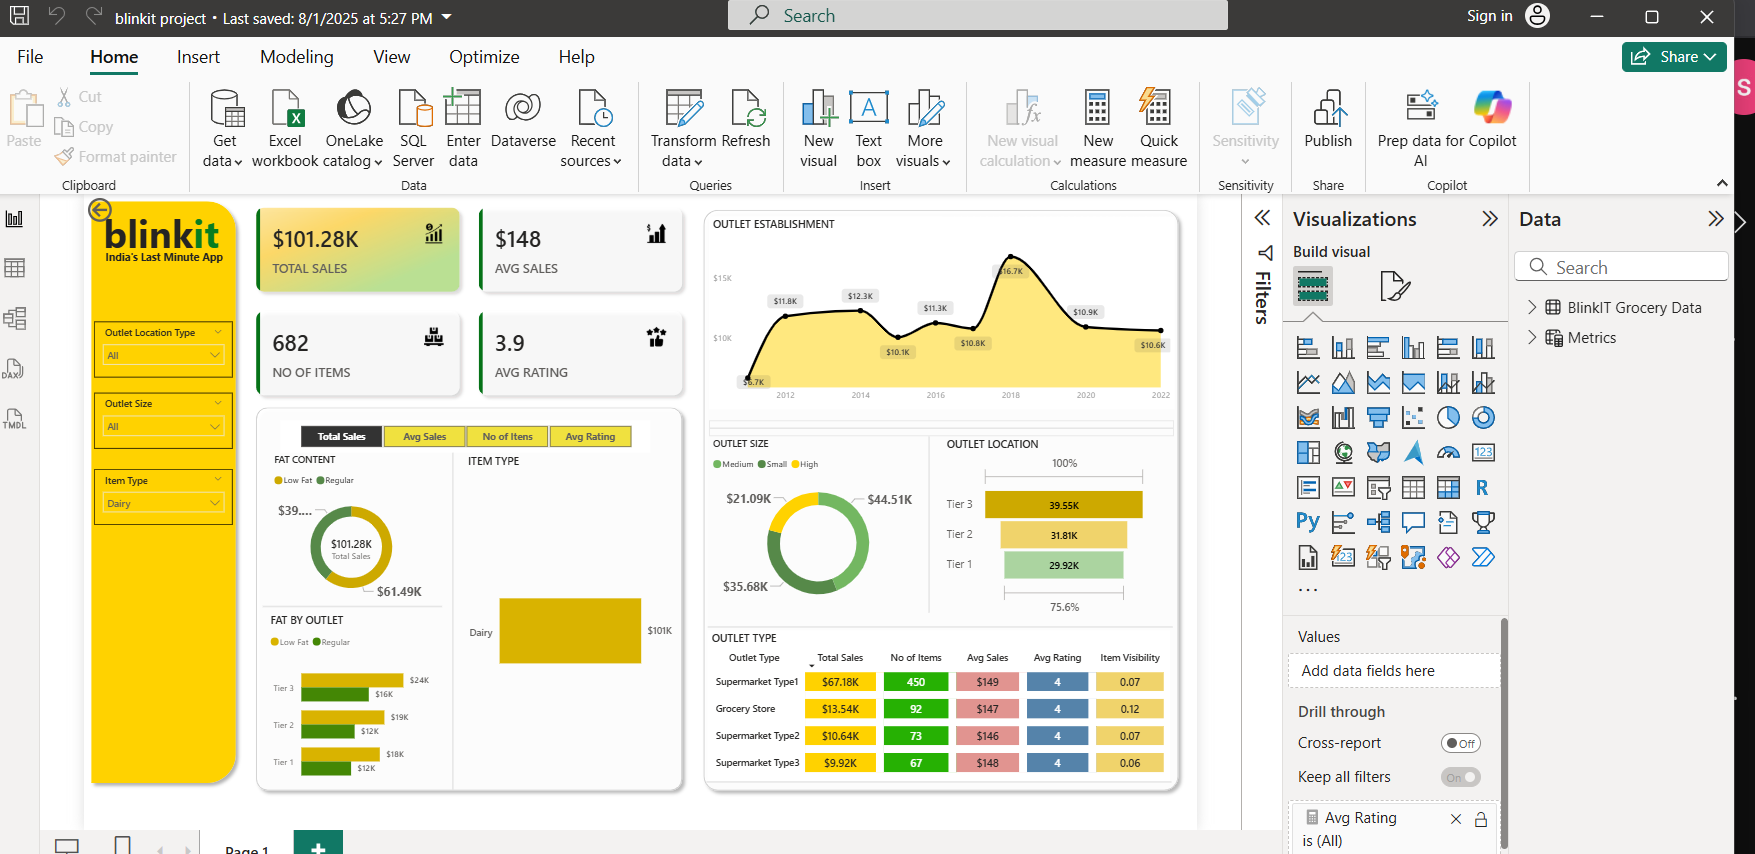 blinkit project • Last saved: 8/1/2025 at 5:27 PM
Search
Sign in
File Home Insert Modeling View Optimize Help
Share
Paste
Cut
Copy
Format painter
Clipboard
Get data
Excel workbook
OneLake catalog
SQL Server
Enter data
Dataverse
Recent sources
Data
Transform data
Refresh
Queries
New visual
Text box
More visuals
Insert
New visual calculation
New measure
Quick measure
Calculations
Sensitivity
Sensitivity
Publish
Share
Prep data for AI
Copilot
Copilot
S
DAX
TMDL
blinkit
India's Last Minute App
Outlet Location Type
All
Outlet Size
All
Item Type
Dairy
$101.28K
TOTAL SALES
$148
AVG SALES
682
NO OF ITEMS
3.9
AVG RATING
Total Sales Avg Sales No of Itens Avg Rating
FAT CONTENT
Low Fat Regular
$39....
$101.28K
Total Sales
$61.49K
FAT BY OUTLET
Low Fat Regular
Tier 3 $24K
$16K
Tier 2 $19K
$12K
Tier 1 $18K
$12K
ITEM TYPE
Dairy $101K
OUTLET ESTABLISHMENT
$15K
$10K
$6.7K
$11.8K
$12.3K
$10.1K
$11.3K
$10.8K
$16.7K
$10.9K
$10.6K
2012 2014 2016 2018 2020 2022
OUTLET SIZE
Medium Small High
$21.09K
$44.51K
$35.68K
OUTLET LOCATION
100%
Tier 3 39.55K
Tier 2 31.81K
Tier 1 29.92K
75.6%
OUTLET TYPE
Outlet Type Total Sales No of Items Avg Sales Avg Rating Item Visibility
Supermarket Type1 $67.18K 450 $149 4 0.07
Grocery Store $13.54K 92 $147 4 0.12
Supermarket Type2 $10.64K 73 $146 4 0.07
Supermarket Type3 $9.92K 67 $148 4 0.06
Filters
Visualizations
Build visual
123
R
Py
123
...
Values
Add data fields here
Drill through
Cross-report Off
Keep all filters On
Avg Rating
is (All)
Data
Search
BlinkIT Grocery Data
Metrics
Page 1